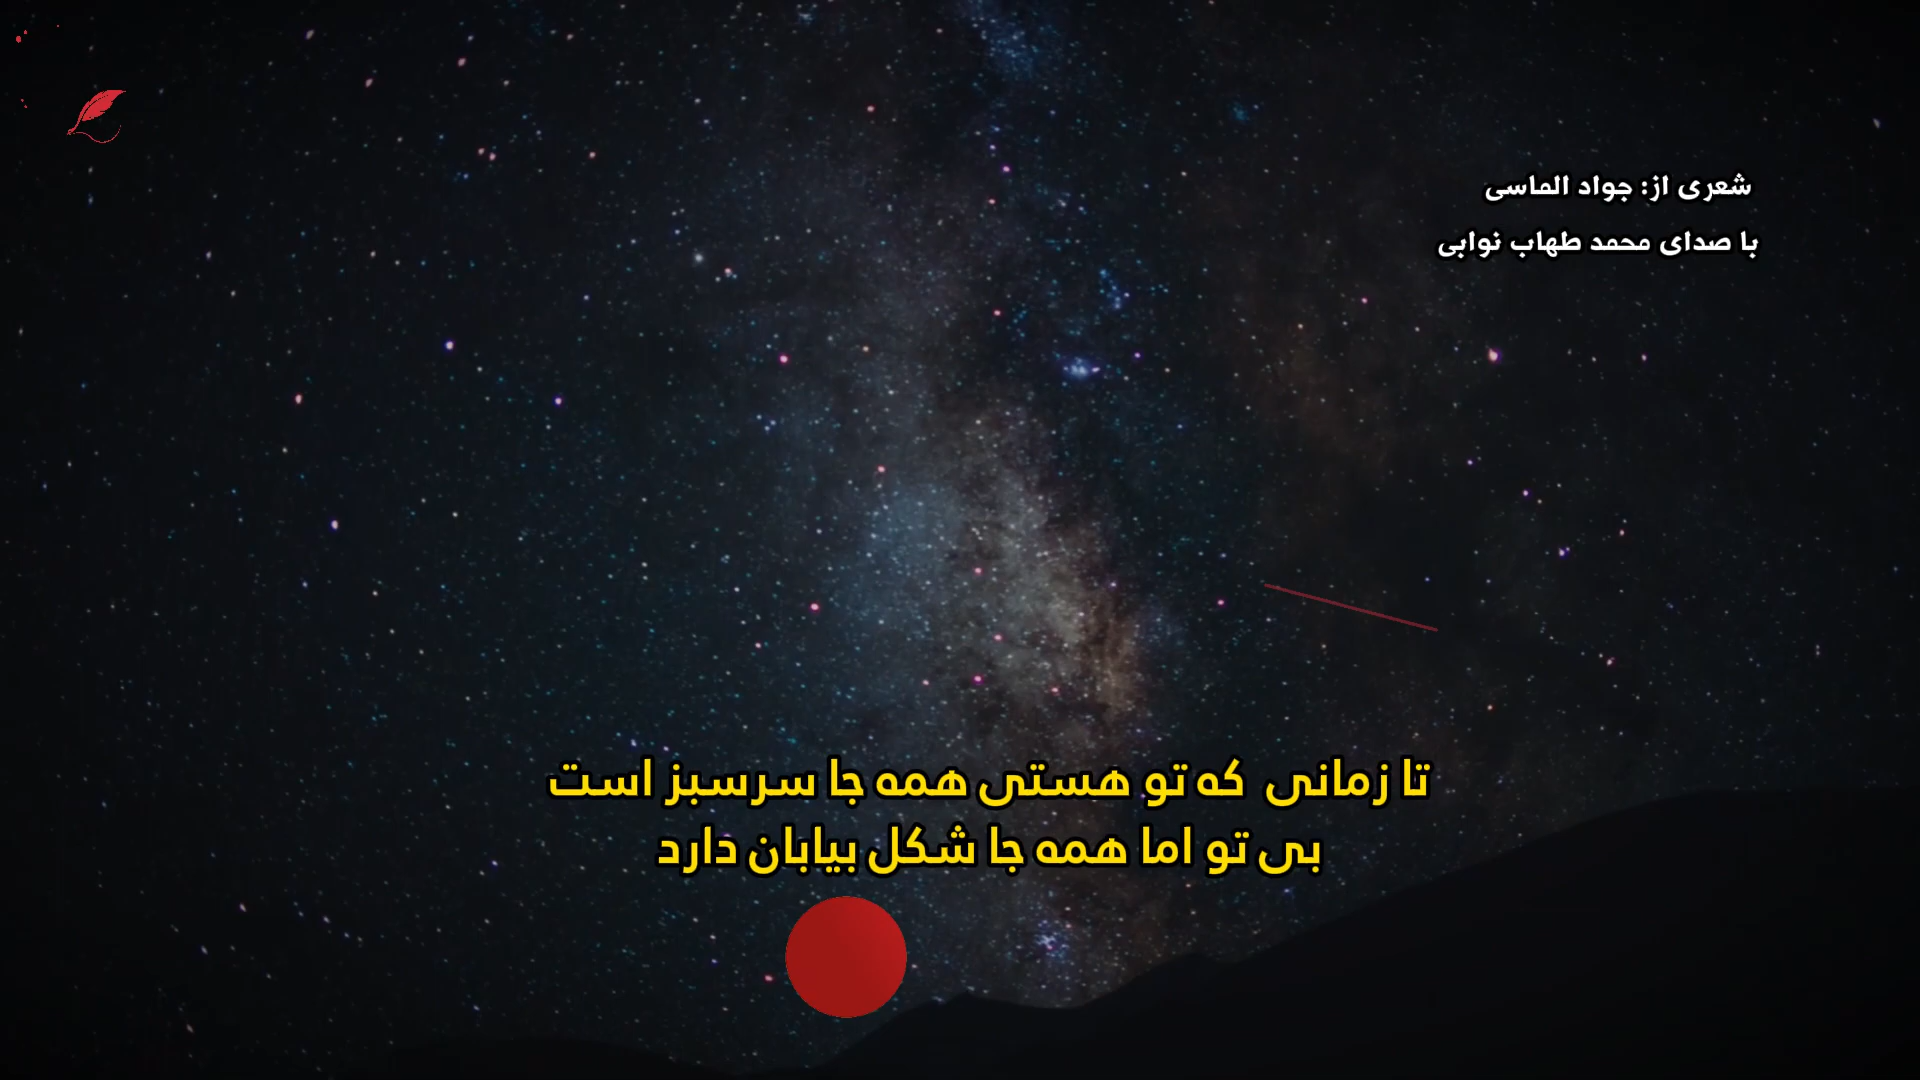 شعری از: جواد الماسی
با صدای محمد طهاب نوابی
تا زمانی که تو هستی همه جا سرسبز است
بی تو اما همه جا شکل بیابان دارد